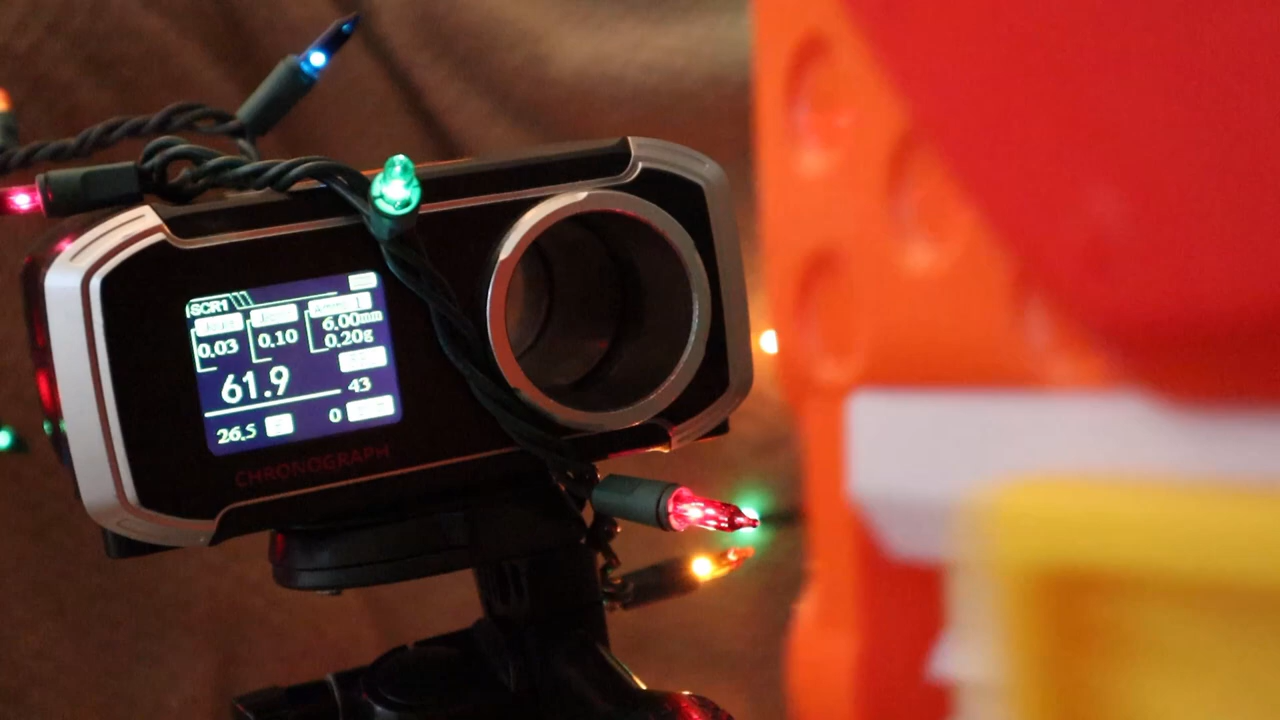 SCR1
6.00mm
0.03 0.10 0.20g
61.9
43
26.5 0
CHRONOGRAPH